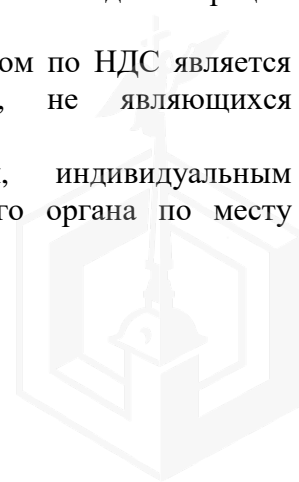 ом по НДС является
, не являющихся
, индивидуальным
го органа по месту